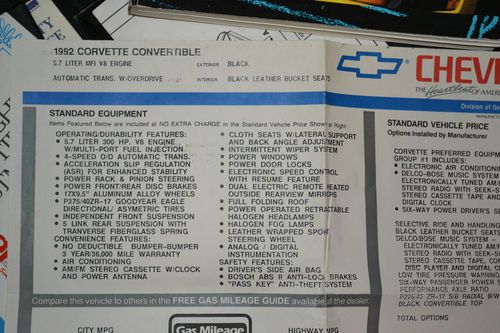 1992 CORVETTE CONVERTIBLE
5.7 LITER MFI V8 ENGINE EXTERIOR BLACK
AUTOMATIC TRANS. W/OVERDRIVE INTERIOR BLACK LEATHER BUCKET SEATS
CHEV
THE Heartbeat OF AMER
Division of Ge
STANDARD EQUIPMENT
Items Featured Below are included at NO EXTRA CHARGE in the Standard Vehicle Price Shown at Right
OPERATING/DURABILITY FEATURES:
• 5.7 LITER 300 HP. V8 ENGINE
W/MULTI-PORT FUEL INJECTION
• 4-SPEED O/D AUTOMATIC TRANS.
• ACCELERATION SLIP REGULATION
(ASR) FOR ENHANCED STABILITY
• POWER RACK & PINION STEERING
• POWER FRONT/REAR DISC BRAKES
• 17X9.5" ALUMINUM ALLOY WHEELS
• P275/40ZR-17 GOODYEAR EAGLE
DIRECTIONAL/ASYMETRIC TIRES
• INDEPENDENT FRONT SUSPENSION
• 5 LINK REAR SUSPENSION WITH
TRANVERSE FIBERGLASS SPRING
CONVENIENCE FEATURES:
• NO DEDUCTIBLE BUMPER-BUMPER
3 YEAR/36,000 MILE WARRANTY
• AIR CONDITIONING
• AM/FM STEREO CASSETTE W/CLOCK
AND POWER ANTENNA
• CLOTH SEATS W/LATERAL SUPPORT
AND BACK ANGLE ADJUSTMENT
• INTERMITTENT WIPER SYSTEM
• POWER WINDOWS
• POWER DOOR LOCKS
• ELECTRONIC SPEED CONTROL
WITH RESUME FEATURE
• DUAL ELECTRIC REMOTE HEATED
OUTSIDE REARVIEW MIRRORS
• FULL FOLDING ROOF
• POWER OPERATED RETRACTABLE
HALOGEN HEADLAMPS
• HALOGEN FOG LAMPS
• LEATHER WRAPPED SPORT
STEERING WHEEL
• ANALOG / DIGITAL
INSTRUMENTATION
SAFETY FEATURES:
• DRIVER'S SIDE AIR BAG
• BOSCH ABS II ANTI-LOCK BRAKES
• "PASS KEY" ANTI-THEFT SYSTEM
STANDARD VEHICLE PRICE
Options Installed by Manufacturer
CORVETTE PREFERRED EQUIPMEN
GROUP #1 INCLUDES:
• ELECTRONIC AIR CONDITIONIN
• DELCO-BOSE MUSIC SYSTEM
ELECTRONICALLY TUNED
STEREO RADIO WITH SEEK-S
STEREO CASSETTE TAPE AND
DIGITAL CLOCK
• SIX-WAY POWER DRIVER'S S
SELECTIVE RIDE AND HANDLING
BLACK LEATHER BUCKET SEATS
DELCO/BOSE MUSIC SYSTEM -
ELECTRONICALLY TUNED AM/F
STEREO RADIO WITH SEEK-SC
STEREO CASSETTE TAPE, COM
DISC PLAYER AND DIGITAL
LOW TIRE PRESSURE WARNING
SIX-WAY PASSENGER POWER S
PERFORMANCE AXLE RATIO
P275/40 ZR-17 S/B RADIAL B/W
BLACK CONVERTIBLE TOP
TOTAL OPTIONS
Compare this vehicle to others in the FREE GAS MILEAGE GUIDE available at the dealer.
CITY MPG Gas Mileage HIGHWAY MPG